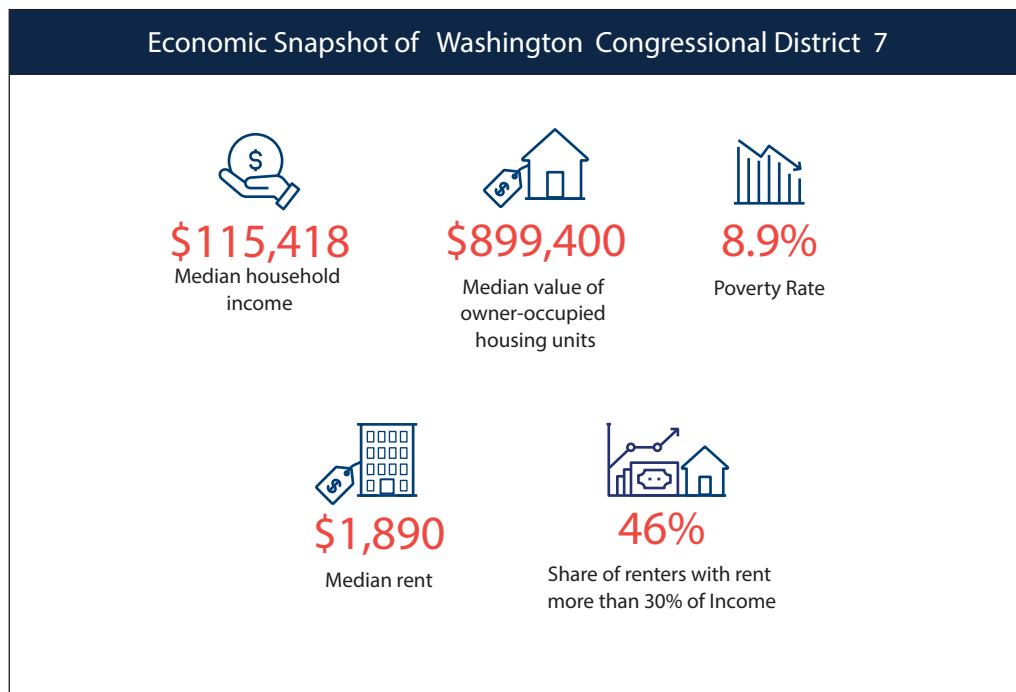 Economic Snapshot of Washington Congressional District 7
$
$
$115,418
$899,400
8.9%
Median household
income
Median value of
owner-occupied
housing units
Poverty Rate
$
$1,890
46%
Median rent
Share of renters with rent
more than 30% of Income